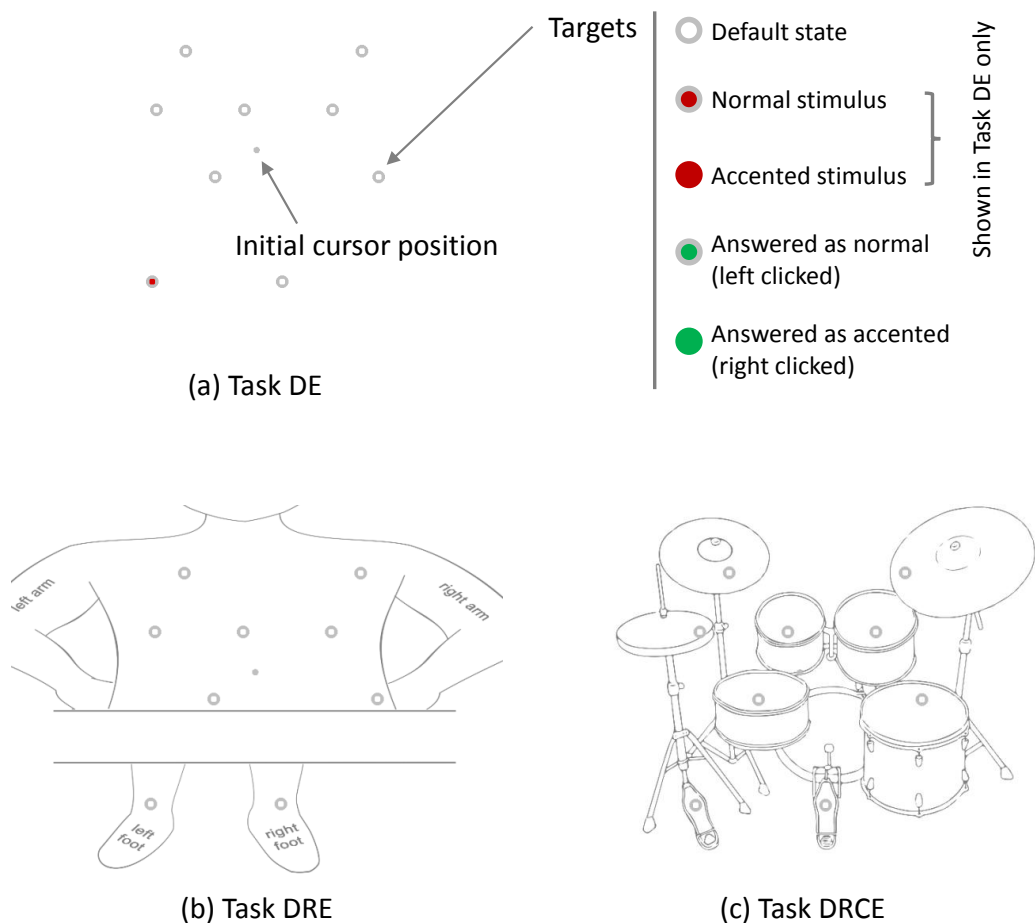 Targets
Initial cursor position
(a) Task DE
Default state
Normal stimulus
Accented stimulus
Answered as normal
(left clicked)
Answered as accented
(right clicked)
Shown in Task DE only
left arm
right arm
left
foot
right
foot
(b) Task DRE
(c) Task DRCE